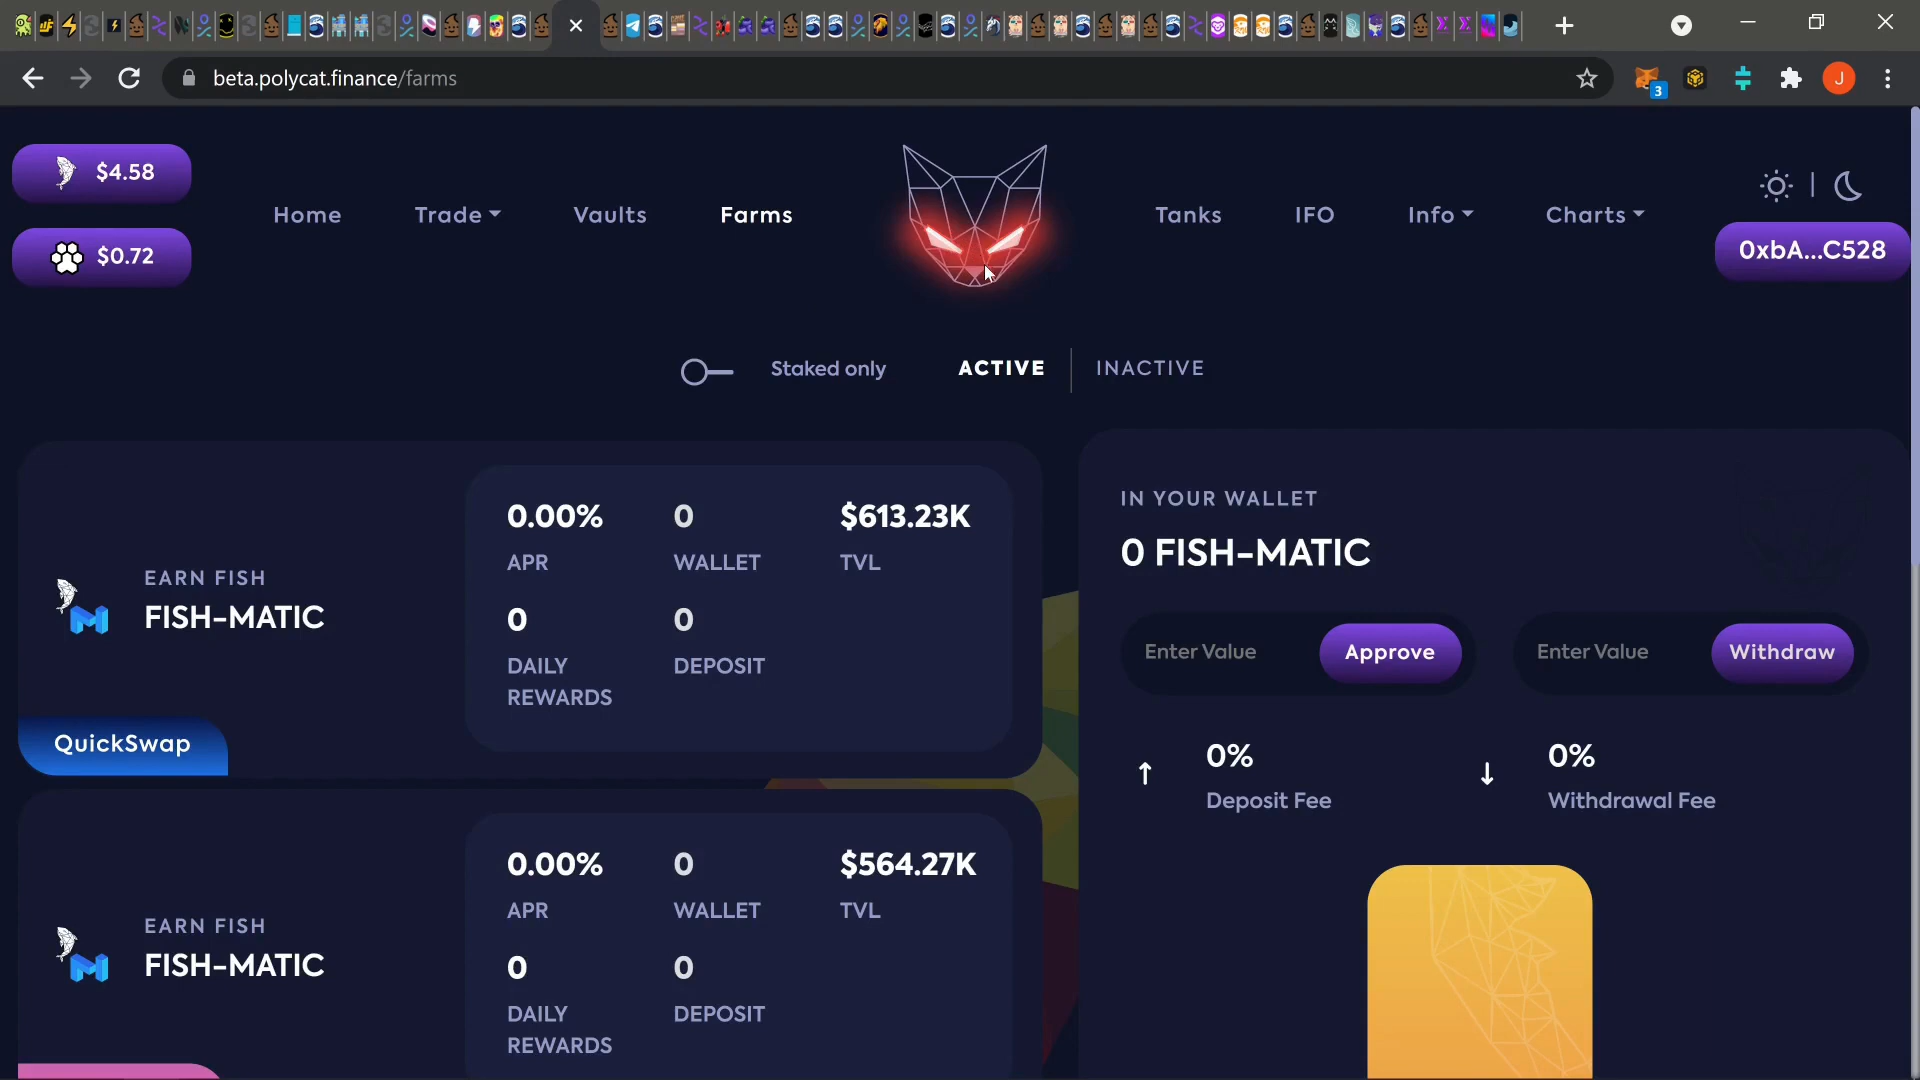 beta.polycat.finance/farms
3
J
$4.58
$0.72
Home
Trade
Vaults
Farms
Tanks
IFO
Info
Charts
0xbA...C528
Staked only
ACTIVE
INACTIVE
EARN FISH
FISH-MATIC
0.00%
APR
0
WALLET
$613.23K
TVL
0
DAILY
REWARDS
0
DEPOSIT
QuickSwap
IN YOUR WALLET
0 FISH-MATIC
Enter Value
Approve
Enter Value
Withdraw
0%
Deposit Fee
0%
Withdrawal Fee
EARN FISH
FISH-MATIC
0.00%
APR
0
WALLET
$564.27K
TVL
0
DAILY
REWARDS
0
DEPOSIT